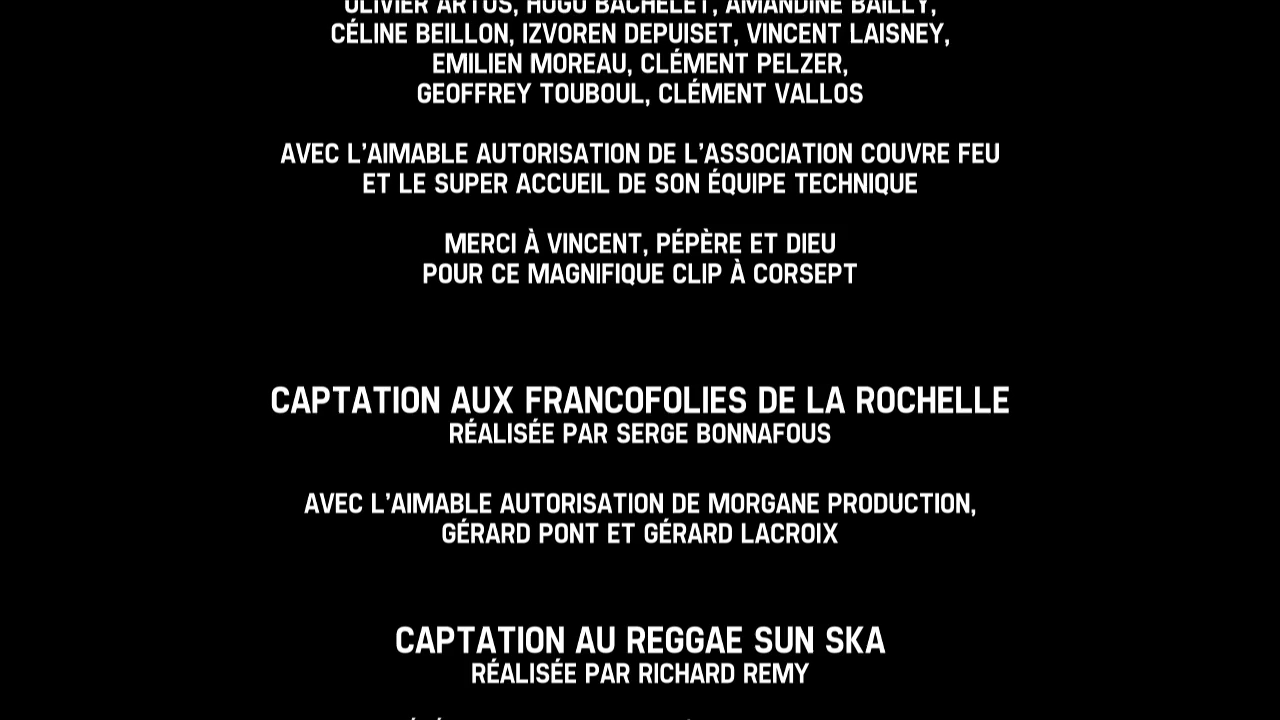 OLIVIER ARTUS, HUGO BACHELET, AMANDINE BAILLY,
CÉLINE BEILLON, IZVOREN DEPUISET, VINCENT LAISNEY,
EMILIEN MOREAU, CLÉMENT PELZER,
GEOFFREY TOUBOUL, CLÉMENT VALLOS
AVEC L’AIMABLE AUTORISATION DE L’ASSOCIATION COUVRE FEU
ET LE SUPER ACCUEIL DE SON ÉQUIPE TECHNIQUE
MERCI À VINCENT, PÉPÈRE ET DIEU
POUR CE MAGNIFIQUE CLIP À CORSEPT
CAPTATION AUX FRANCOFOLIES DE LA ROCHELLE
RÉALISÉE PAR SERGE BONNAFOUS
AVEC L’AIMABLE AUTORISATION DE MORGANE PRODUCTION,
GÉRARD PONT ET GÉRARD LACROIX
CAPTATION AU REGGAE SUN SKA
RÉALISÉE PAR RICHARD REMY